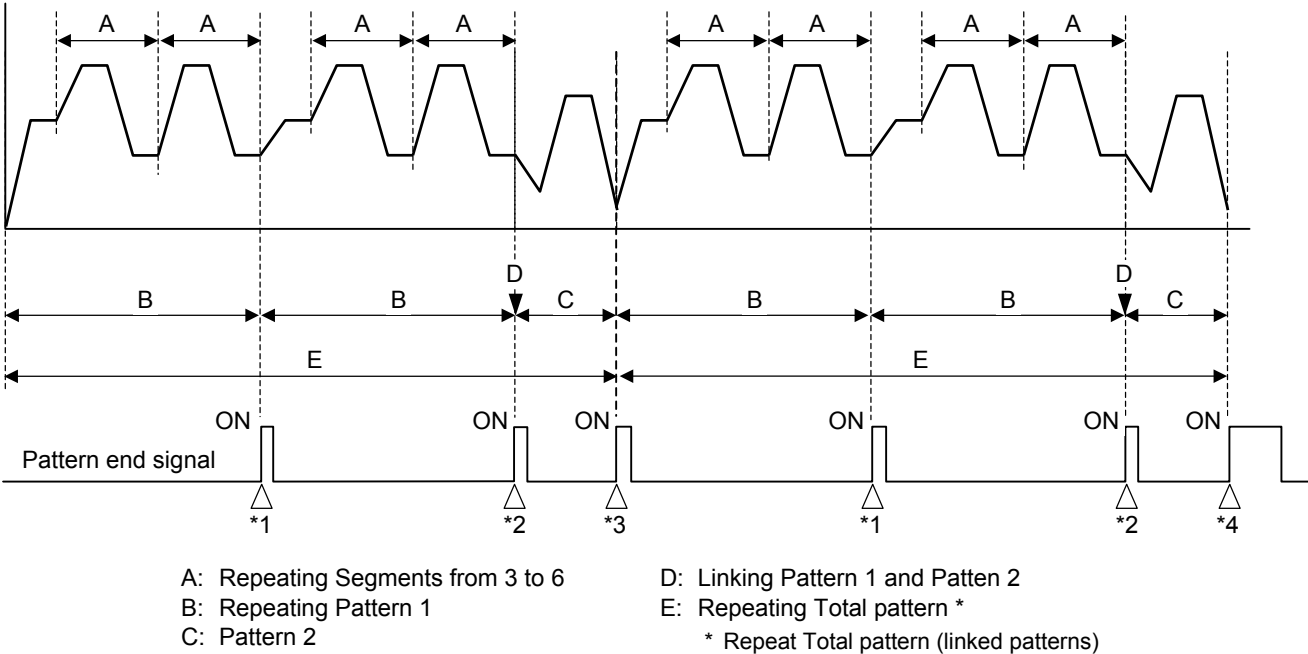 A A A A A A A A
D D
B B C B B C
E E
ON ON ON ON ON ON
Pattern end signal
*1 *2 *3 *1 *2 *4
A: Repeating Segments from 3 to 6
B: Repeating Pattern 1
C: Pattern 2
D: Linking Pattern 1 and Patten 2
E: Repeating Total pattern *
* Repeat Total pattern (linked patterns)